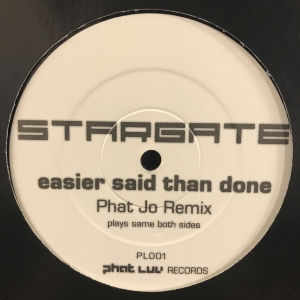 STARGATE
easier said than done
Phat Jo Remix
plays same both sides
PL001
phat luv RECORDS